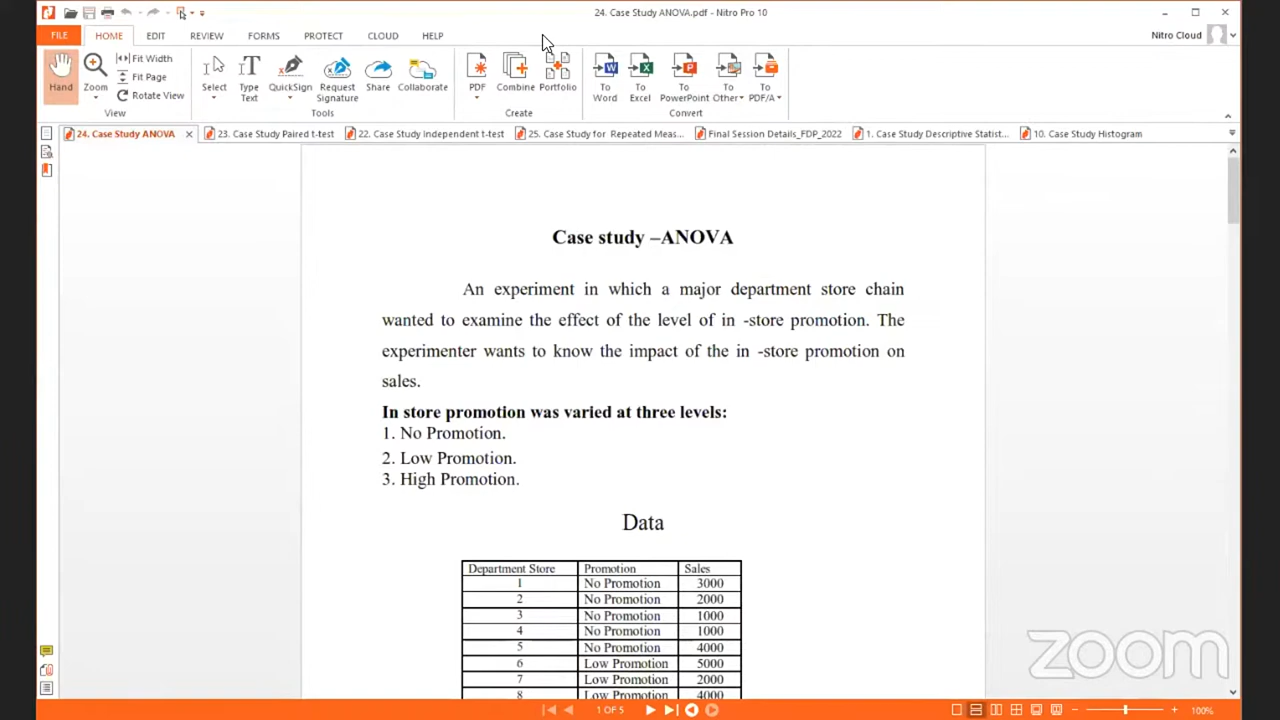 24. Case Study ANOVA.pdf - Nitro Pro 10
FILE HOME EDIT REVIEW FORMS PROTECT CLOUD HELP Nitro Cloud
Hand Zoom Fit Width Fit Page Rotate View Select Type Text QuickSign Request Signature Share Collaborate PDF Combine Portfolio To Word To Excel To PowerPoint To Other To PDF/A
View Tools Create Convert
24. Case Study ANOVA 23. Case Study Paired t-test 22. Case Study Independent t-test 25. Case Study for Repeated Meas... Final Session Details_FDP_2022 1. Case Study Descriptive Statist... 10. Case Study Histogram
Case study –ANOVA
An experiment in which a major department store chain
wanted to examine the effect of the level of in -store promotion. The
experimenter wants to know the impact of the in -store promotion on
sales.
In store promotion was varied at three levels:
1. No Promotion.
2. Low Promotion.
3. High Promotion.
Data
Department Store Promotion Sales
1 No Promotion 3000
2 No Promotion 2000
3 No Promotion 1000
4 No Promotion 1000
5 No Promotion 4000
6 Low Promotion 5000
7 Low Promotion 2000
8 Low Promotion 4000
zoom
1 OF 5 100%